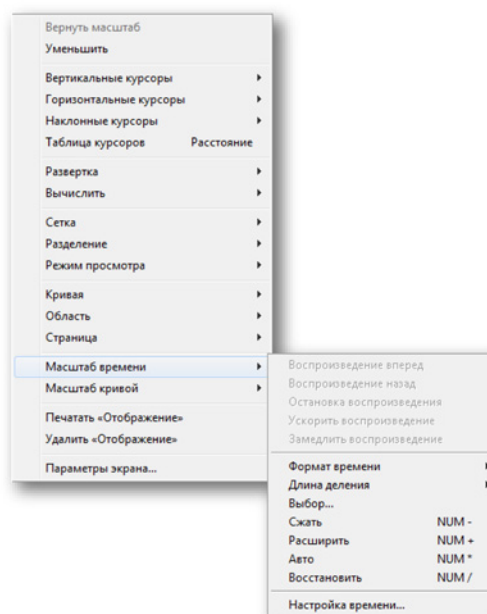 Вернуть масштаб
Уменьшить
Вертикальные курсоры
Горизонтальные курсоры
Наклонные курсоры
Таблица курсоров Расстояние
Развертка
Вычислить
Сетка
Разделение
Режим просмотра
Кривая
Область
Страница
Масштаб времени
Масштаб кривой
Печатать «Отображение»
Удалить «Отображение»
Параметры экрана...
Воспроизведение вперед
Воспроизведение назад
Остановка воспроизведения
Ускорить воспроизведение
Замедлить воспроизведение
Формат времени
Длина деления
Выбор...
Сжать NUM -
Расширить NUM +
Авто NUM *
Восстановить NUM /
Настройка времени...